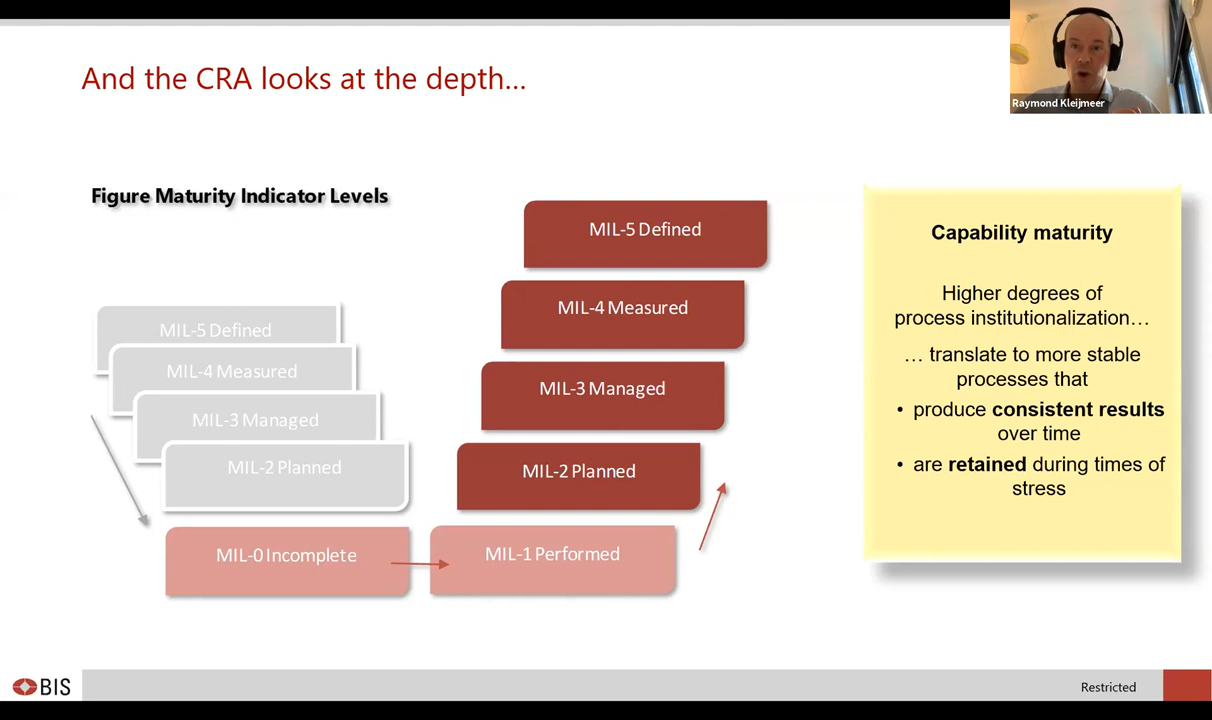 And the CRA looks at the depth...
Raymond Kleijmeer
Figure Maturity Indicator Levels
MIL-5 Defined
MIL-4 Measured
MIL-3 Managed
MIL-2 Planned
MIL-0 Incomplete
MIL-5 Defined
MIL-4 Measured
MIL-3 Managed
MIL-2 Planned
MIL-1 Performed
Capability maturity
Higher degrees of
process institutionalization…
… translate to more stable
processes that
• produce consistent results
over time
• are retained during times of
stress
BIS
Restricted